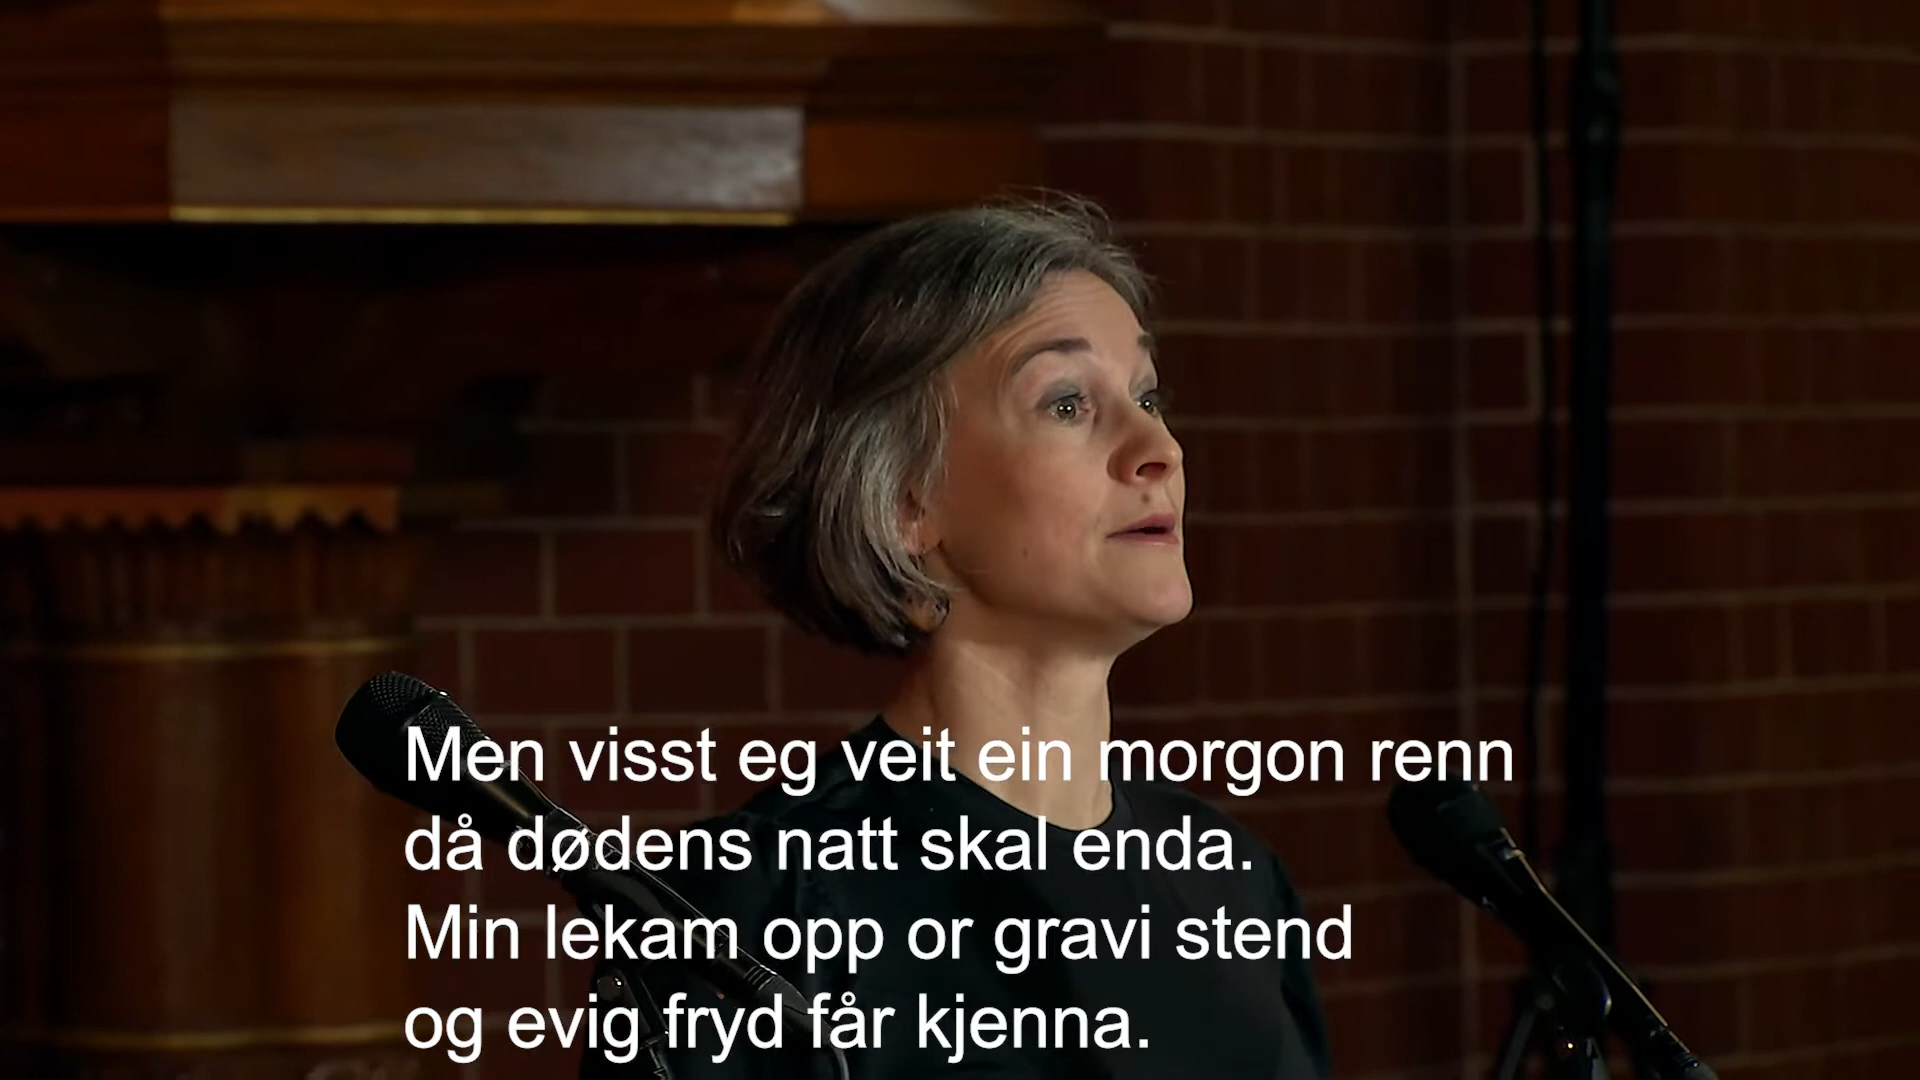 Men visst eg veit ein morgon renn
då dødens natt skal enda.
Min lekam opp or gravi stend
og evig fryd får kjenna.